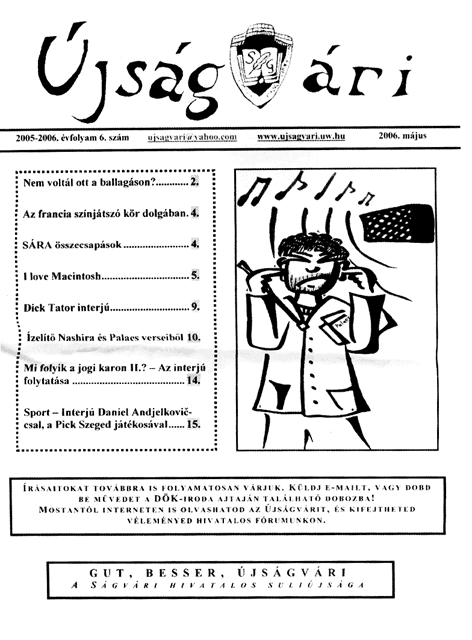 Újság vári
2005-2006. évfolyam 6. szám ujsagvari@yahoo.com www.ujsagvari.uw.hu 2006. május
Nem voltál ott a ballagáson?............ 2.
Az francia színjátszó kör dolgában. 4.
SÁRA összecsapások ...................... 4.
I love Macintosh............................... 5.
Dick Tator interjú ........................... 9.
Ízelítő Nashira és Palaes verseiből 10.
Mi folyik a jogi karon II.? – Az interjú
folytatása ..................................... 14.
Sport – Interjú Daniel Andjelkovič-
csal, a Pick Szeged játékosával...... 15.
ÍRÁSAITOKAT TOVÁBBRA IS FOLYAMATOSAN VÁRJUK. KÜLDJ E-MAILT, VAGY DOBD
BE MŰVEDET A DÖK-IRODA AJTAJÁN TALÁLHATÓ DOBOZBA!
MOSTANTÓL INTERNETEN IS OLVASHATOD AZ ÚJSÁGVÁRIT, ÉS KIFEJTHETED
VÉLEMÉNYED HIVATALOS FÓRUMUNKON.
GUT, BESSER, ÚJSÁGVÁRI
A SÁGVÁRI HIVATALOS SULIÚJSÁGA